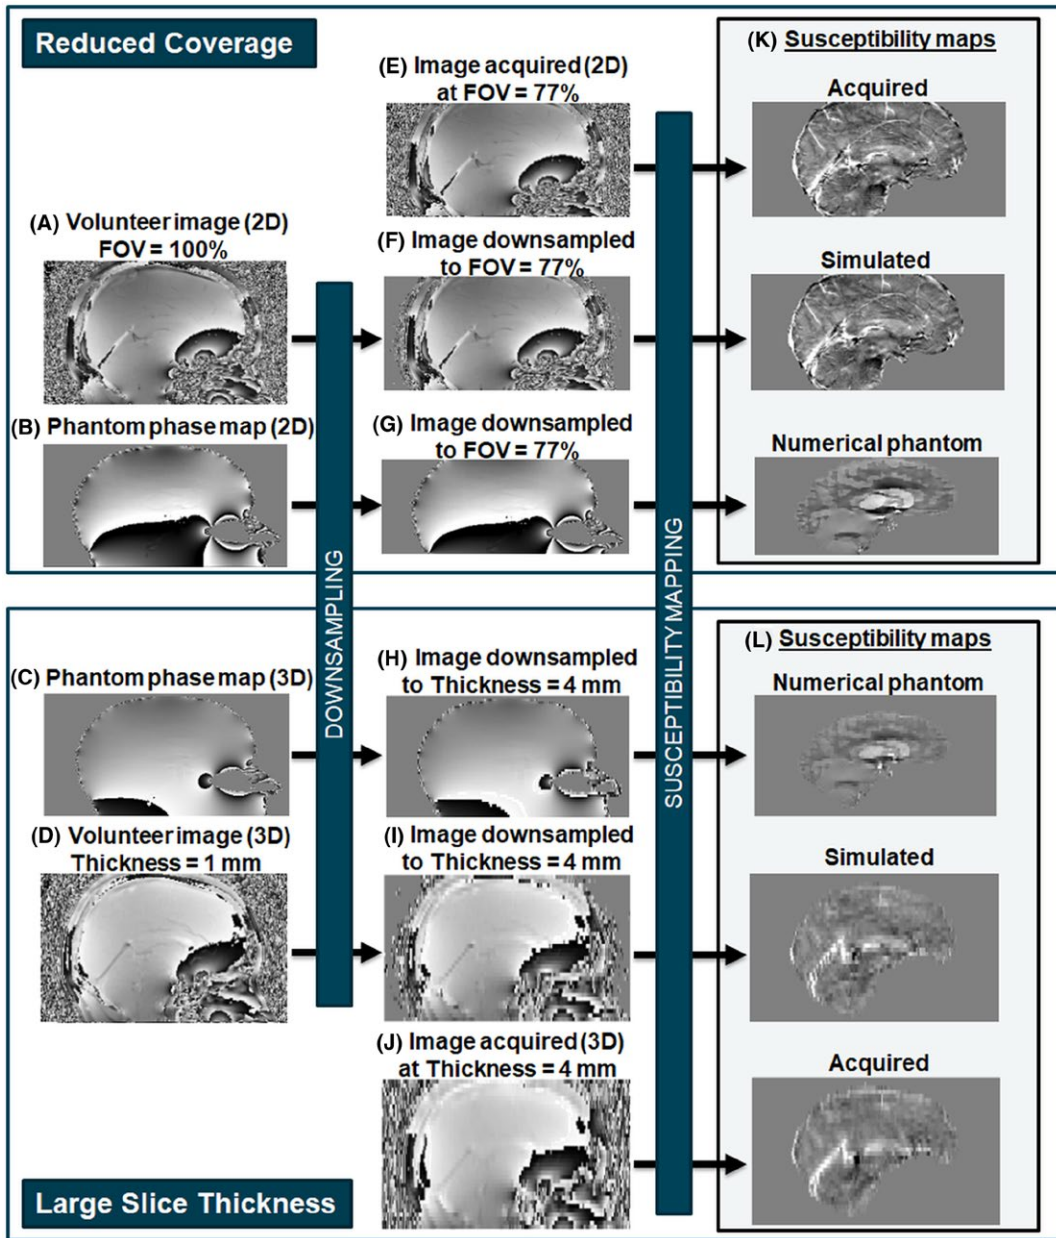 Reduced Coverage
(E) Image acquired (2D)
at FOV = 77%
(K) Susceptibility maps
Acquired
(A) Volunteer image (2D)
FOV = 100%
(F) Image downsampled
to FOV = 77%
Simulated
(B) Phantom phase map (2D)
(G) Image downsampled
to FOV = 77%
Numerical phantom
DOWNSAMPLING
SUSCEPTIBILITY MAPPING
(C) Phantom phase map (3D)
(H) Image downsampled
to Thickness = 4 mm
(L) Susceptibility maps
Numerical phantom
(D) Volunteer image (3D)
Thickness = 1 mm
(I) Image downsampled
to Thickness = 4 mm
Simulated
(J) Image acquired (3D)
at Thickness = 4 mm
Acquired
Large Slice Thickness